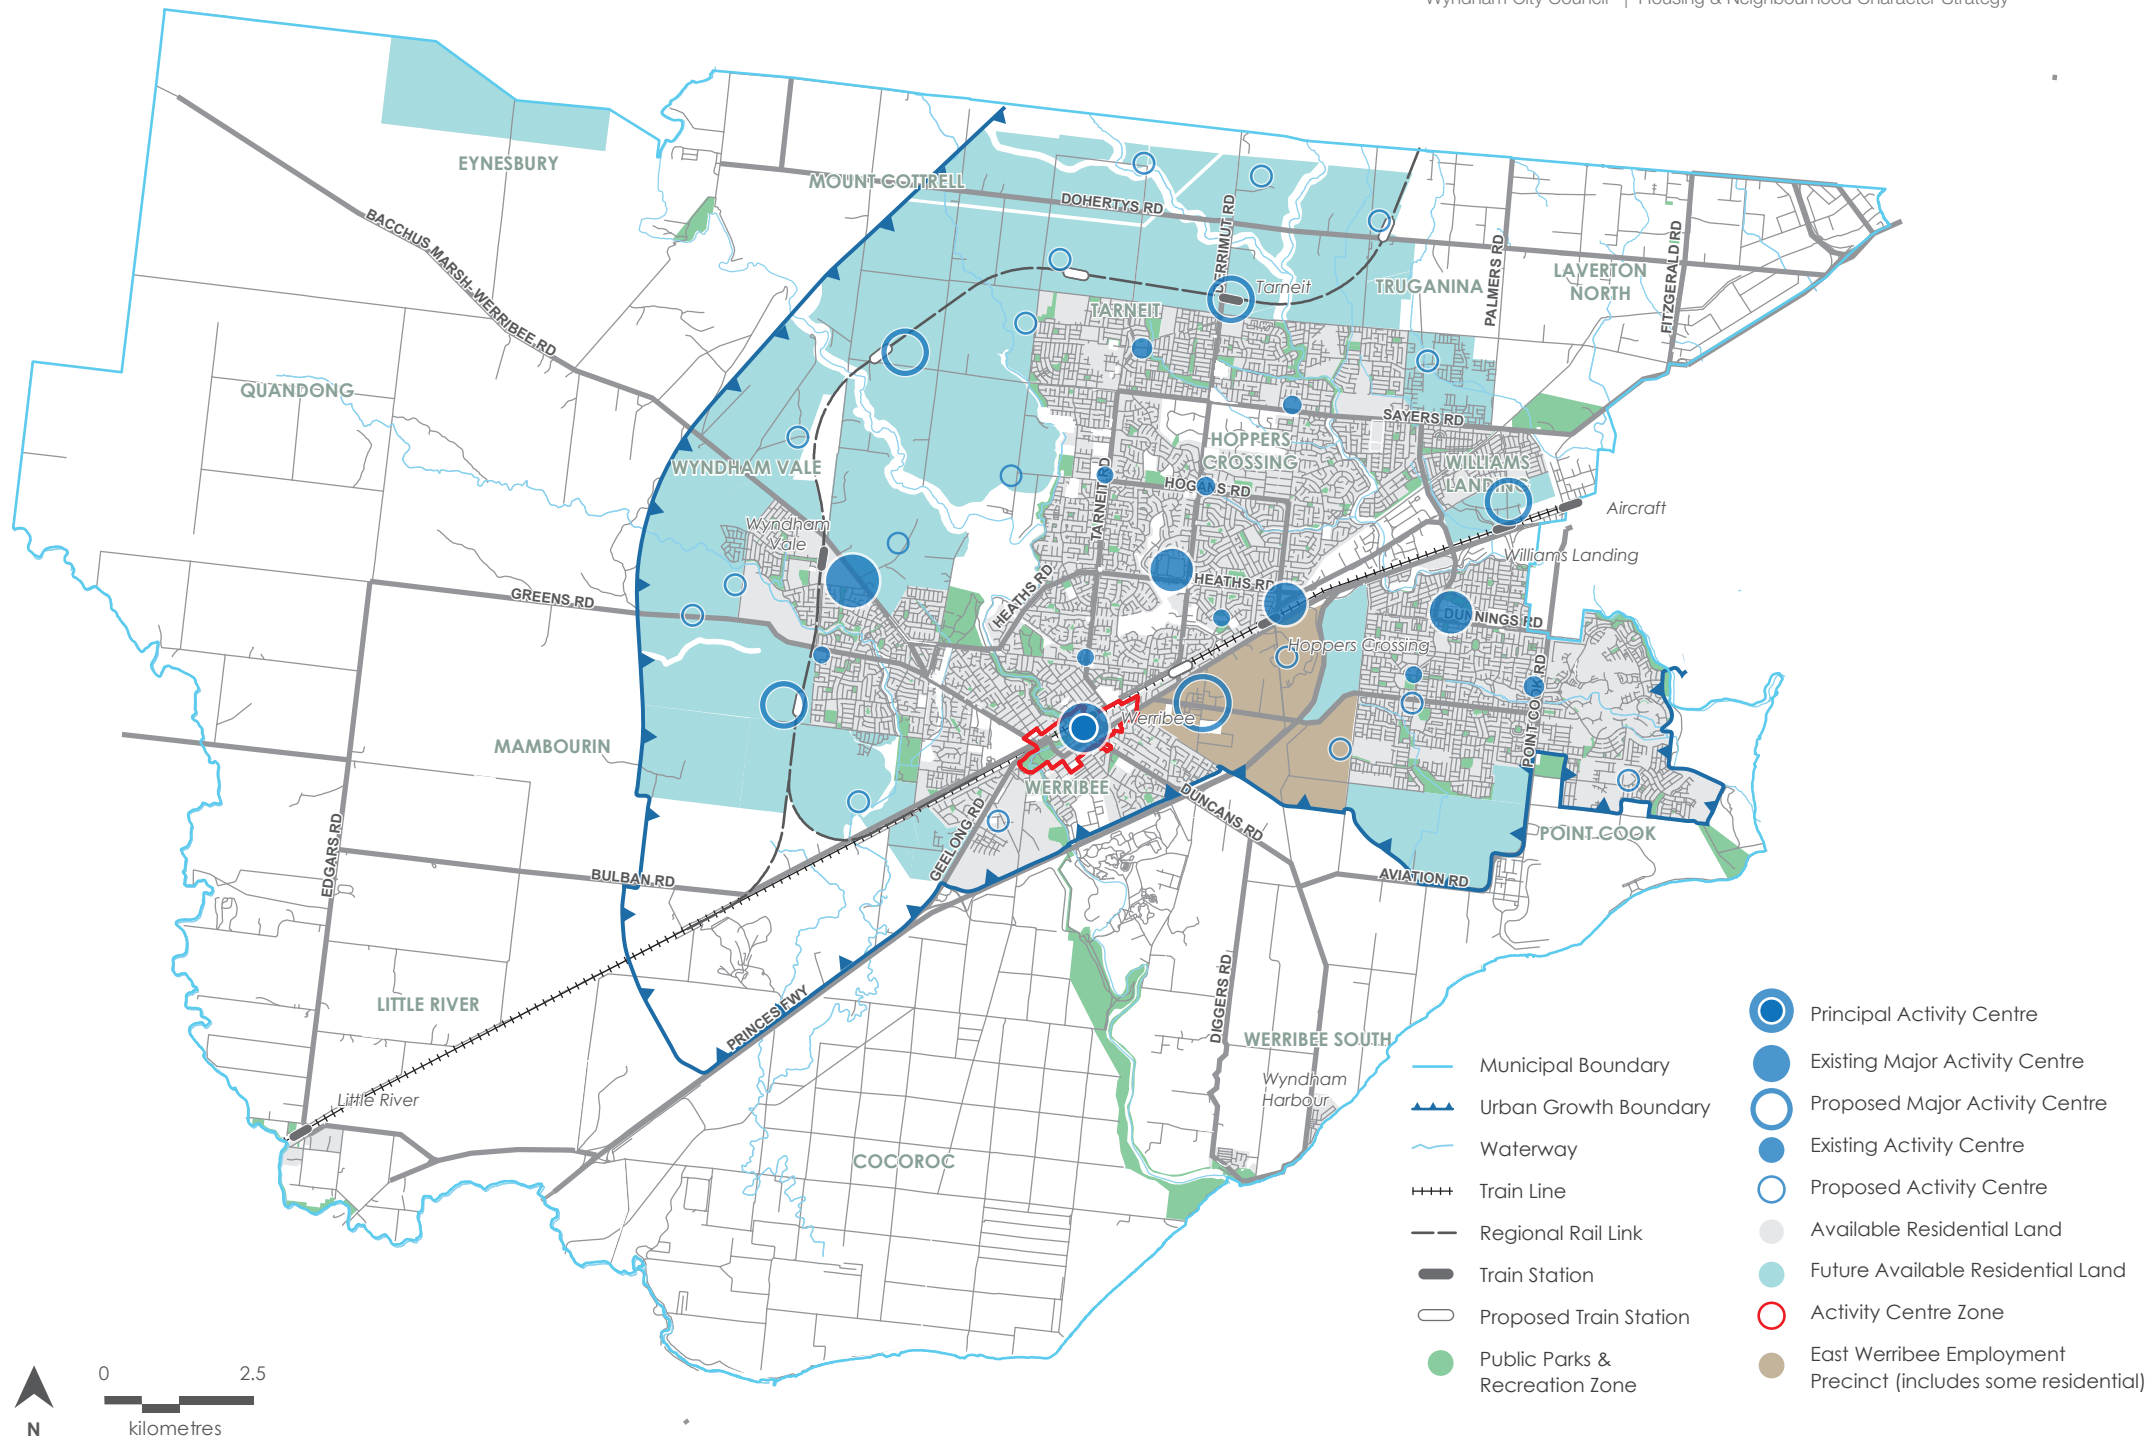 Wyndham City Council | Housing & Neighbourhood Character Strategy
EYNESBURY
MOUNT COTTRELL
DOHERTYS RD
DERRIMUT RD
BACCHUS MARSH-WERRIBEE RD
Tarneit
TRUGANINA
PALMERS RD
LAVERTON
NORTH
FITZGERALD RD
TARNEIT
QUANDONG
SAYERS RD
HOPPERS
CROSSING
WYNDHAM VALE
WILLIAMS
LANDING
TARNEIT RD
HOGANS RD
Aircraft
Wyndham
Vale
Williams Landing
GREENS RD
HEATHS RD
HEATHS RD
DUNNINGS RD
Hoppers Crossing
POINT COOK RD
MAMBOURIN
Werribee
WERRIBEE
DUNCANS RD
GEELONG RD
POINT COOK
EDGARS RD
BULBAN RD
AVIATION RD
LITTLE RIVER
PRINCES FWY
DIGGERS RD
WERRIBEE SOUTH
Wyndham
Harbour
Little River
COCOROC
Municipal Boundary
Urban Growth Boundary
Waterway
Train Line
Regional Rail Link
Train Station
Proposed Train Station
Public Parks &
Recreation Zone
Principal Activity Centre
Existing Major Activity Centre
Proposed Major Activity Centre
Existing Activity Centre
Proposed Activity Centre
Available Residential Land
Future Available Residential Land
Activity Centre Zone
East Werribee Employment
Precinct (includes some residential)
0 2.5
kilometres
N